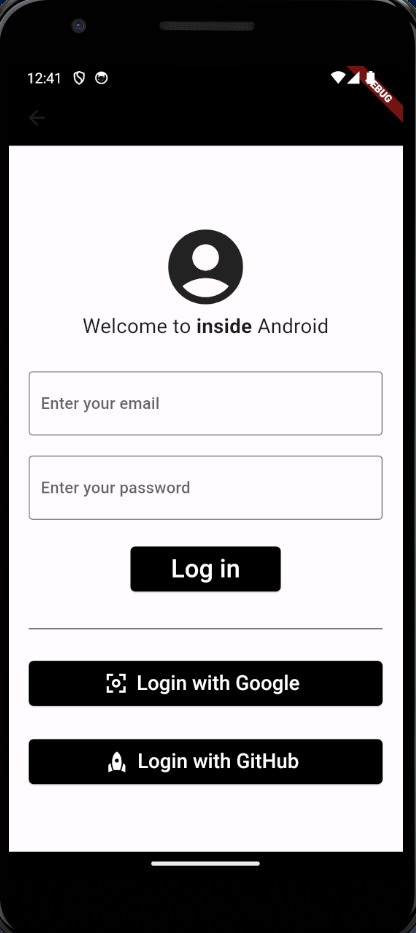 12:41
DEBUG
Welcome to inside Android
Enter your email
Enter your password
Log in
Login with Google
Login with GitHub